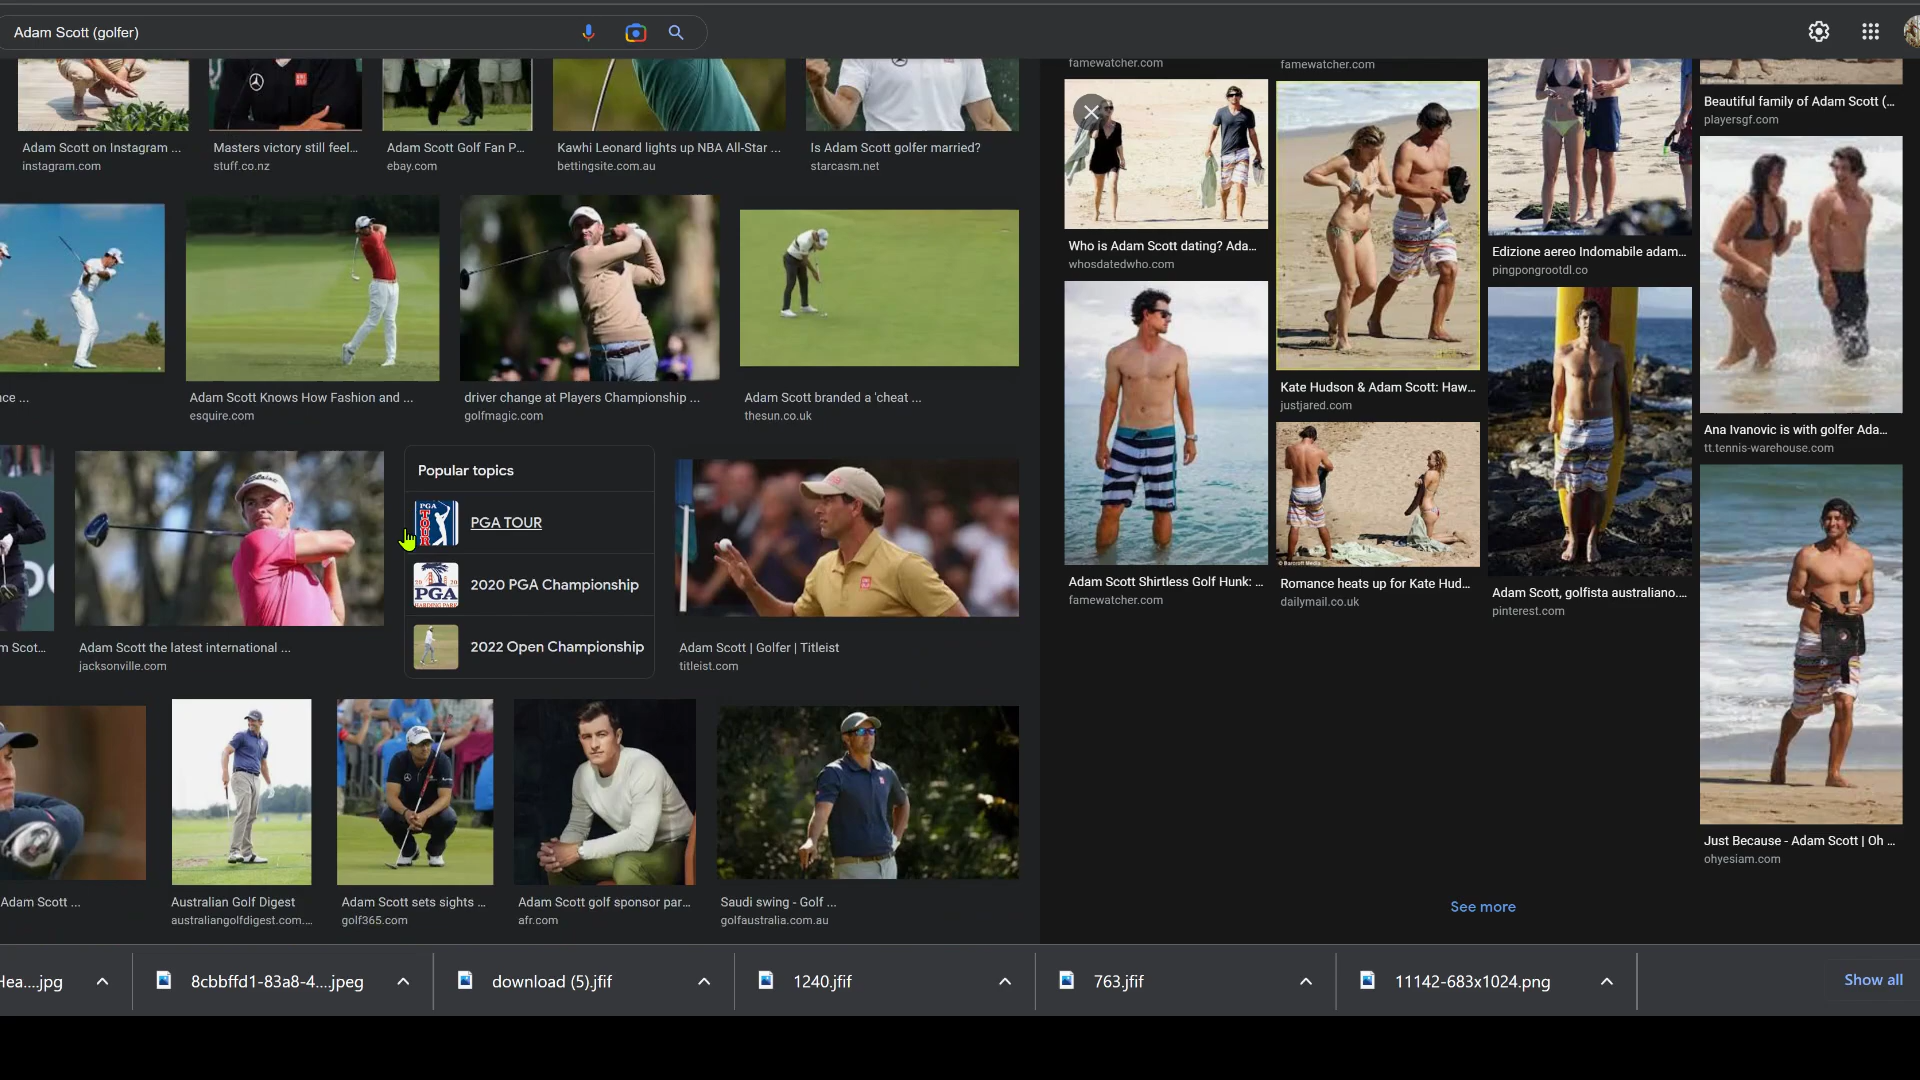 Adam Scott (golfer)
Adam Scott on Instagram ...
instagram.com
Masters victory still feel...
stuff.co.nz
Adam Scott Golf Fan P...
ebay.com
Kawhi Leonard lights up NBA All-Star ...
bettingsite.com.au
Is Adam Scott golfer married?
starcasm.net
nce ...
Adam Scott Knows How Fashion and ...
esquire.com
driver change at Players Championship ...
golfmagic.com
Adam Scott branded a 'cheat ...
thesun.co.uk
m Scot...
Adam Scott the latest international ...
jacksonville.com
Popular topics
PGA TOUR
2020 PGA Championship
2022 Open Championship
Adam Scott | Golfer | Titleist
titleist.com
Adam Scott ...
Australian Golf Digest
australiangolfdigest.com....
Adam Scott sets sights ...
golf365.com
Adam Scott golf sponsor par...
afr.com
Saudi swing - Golf ...
golfaustralia.com.au
famewatcher.com
Who is Adam Scott dating? Ada...
whosdatedwho.com
Adam Scott Shirtless Golf Hunk: ...
famewatcher.com
famewatcher.com
Kate Hudson & Adam Scott: Haw...
justjared.com
Romance heats up for Kate Hud...
dailymail.co.uk
Edizione aereo Indomabile adam...
pingpongrootdl.co
Adam Scott, golfista australiano....
pinterest.com
Beautiful family of Adam Scott (...
playersgf.com
Ana Ivanovic is with golfer Ada...
tt.tennis-warehouse.com
Just Because - Adam Scott | Oh ...
ohyesiam.com
See more
Hea....jpg
8cbbffd1-83a8-4....jpeg
download (5).jfif
1240.jfif
763.jfif
11142-683x1024.png
Show all